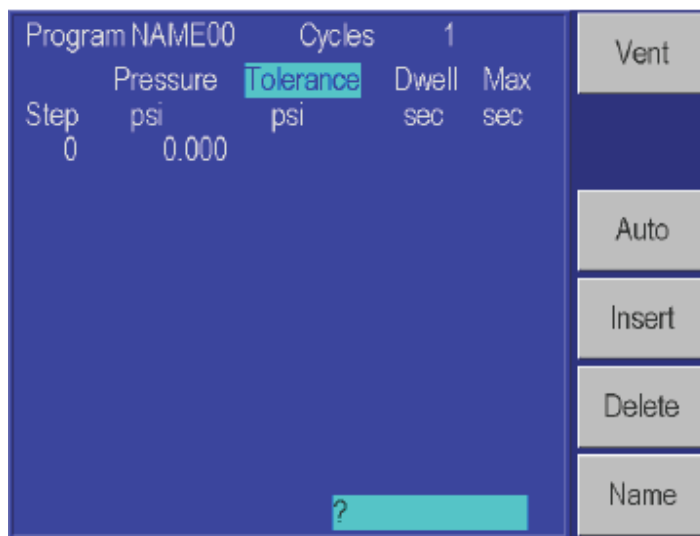 Program NAME00 Cycles 1
Pressure Tolerance Dwell Max
Step psi psi sec sec
0 0.000
?
Vent
Auto
Insert
Delete
Name